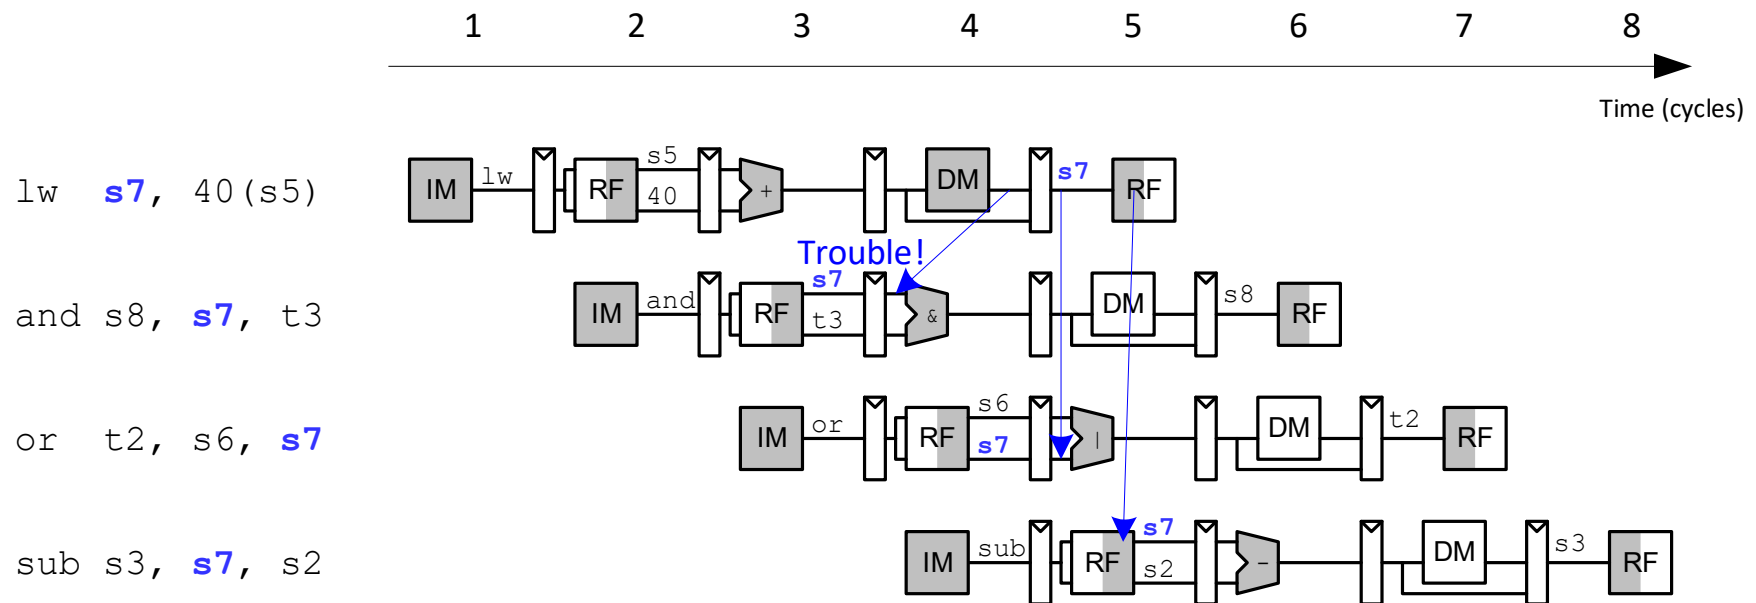 1 2 3 4 5 6 7 8
Time (cycles)
lw s7, 40(s5) IM lw RF s5 40 + DM s7 RF
Trouble!
and s8, s7, t3 IM and RF s7 t3 & DM s8 RF
or t2, s6, s7 IM or RF s6 s7 | DM t2 RF
sub s3, s7, s2 IM sub RF s7 s2 - DM s3 RF